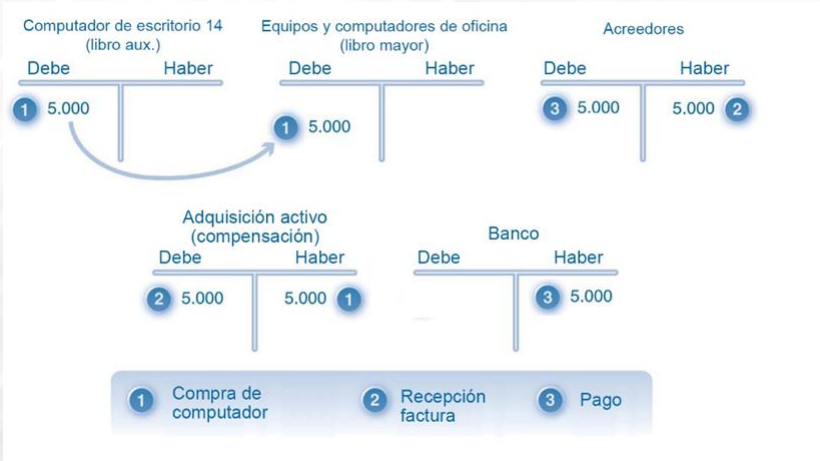 Computador de escritorio 14
(libro aux.)
Debe Haber
1 5.000
Equipos y computadores de oficina
(libro mayor)
Debe Haber
1 5.000
Acreedores
Debe Haber
3 5.000 5.000 2
Adquisición activo
(compensación)
Debe Haber
2 5.000 5.000 1
Banco
Debe Haber
3 5.000
1 Compra de
computador
2 Recepción
factura
3 Pago